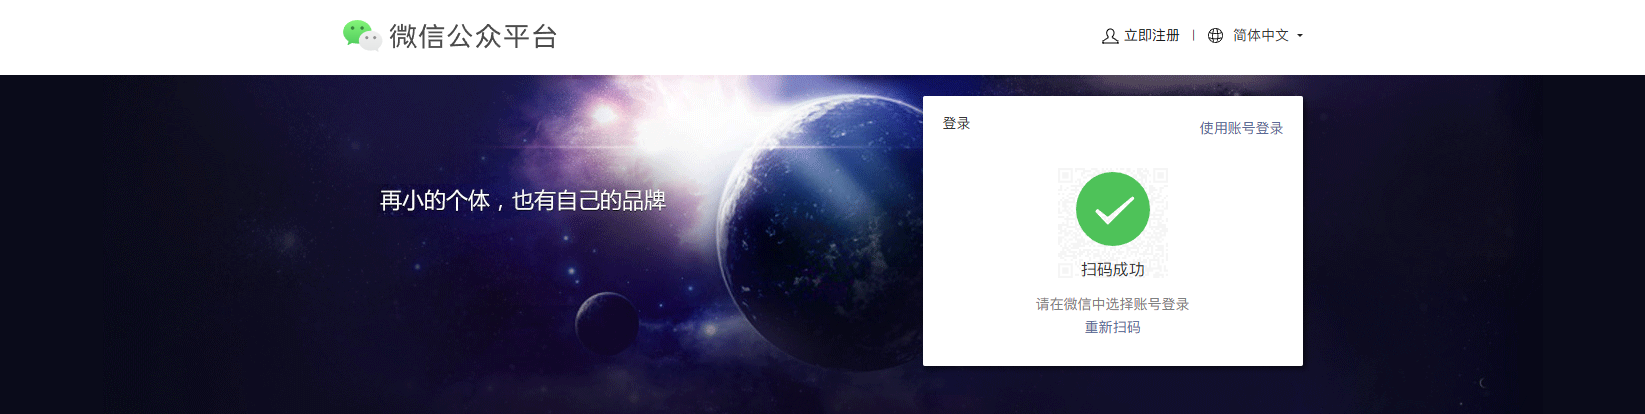 微信公众平台
立即注册 | 简体中文
登录
使用账号登录
再小的个体，也有自己的品牌
扫码成功
请在微信中选择账号登录
重新扫码